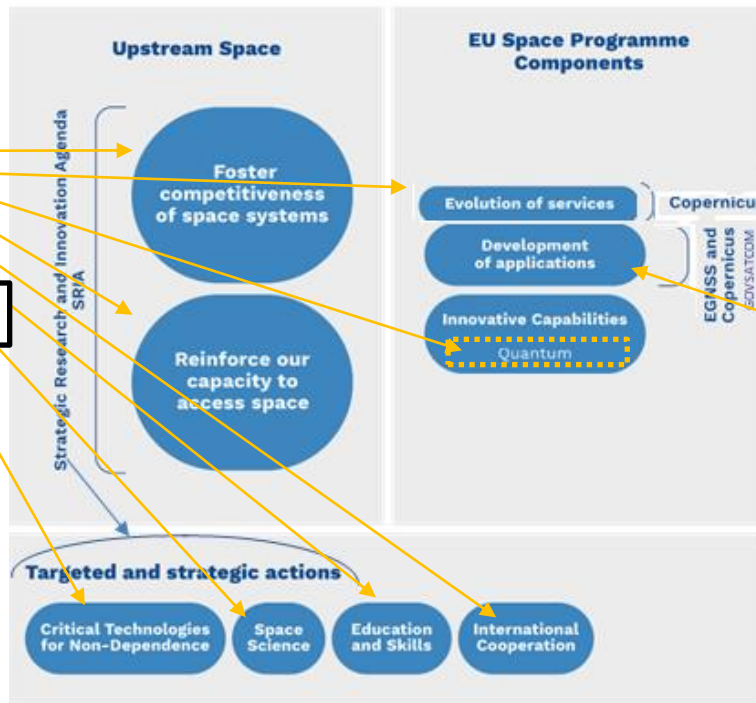 Upstream Space
Strategic Research and Innovation Agenda
SRIA
Foster
competitiveness
of space systems
Reinforce our
capacity to
access space
EU Space Programme
Components
Evolution of services
Copernicu
Development
of applications
EGNSS and
Copernicus
GOVSATCOM
Innovative Capabilities
Quantum
Targeted and strategic actions
Critical Technologies
for Non-Dependence
Space
Science
Education
and Skills
International
Cooperation